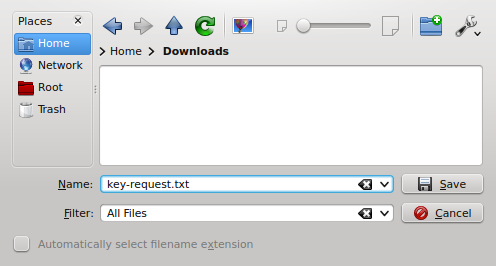 Places
Home
Network
Root
Trash
Home Downloads
Name: key-request.txt Save
Filter: All Files Cancel
Automatically select filename extension